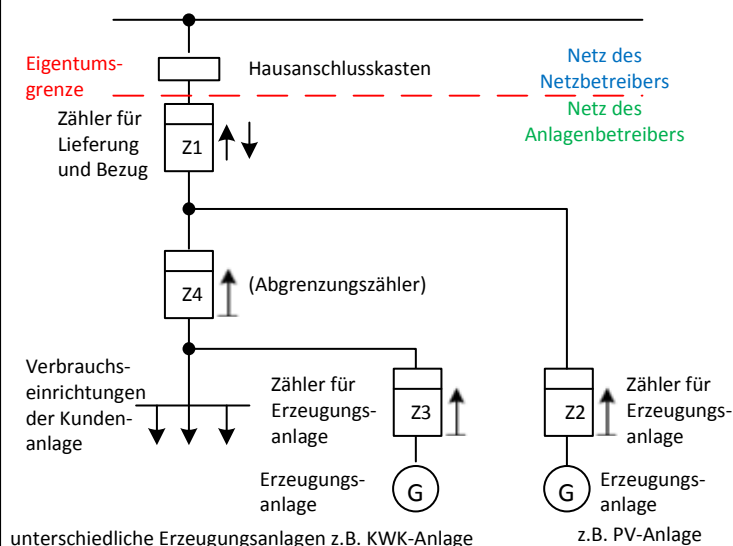 Eigentums-
grenze
Hausanschlusskasten
Netz des
Netzbetreibers
Netz des
Anlagenbetreibers
Zähler für
Lieferung
und Bezug
Z1
Z4
(Abgrenzungszähler)
Verbrauchs-
einrichtungen
der Kunden-
anlage
Zähler für
Erzeugungs-
anlage
Z3
Z2
Zähler für
Erzeugungs-
anlage
Erzeugungs-
anlage
G
G
Erzeugungs-
anlage
unterschiedliche Erzeugungsanlagen z.B. KWK-Anlage
z.B. PV-Anlage